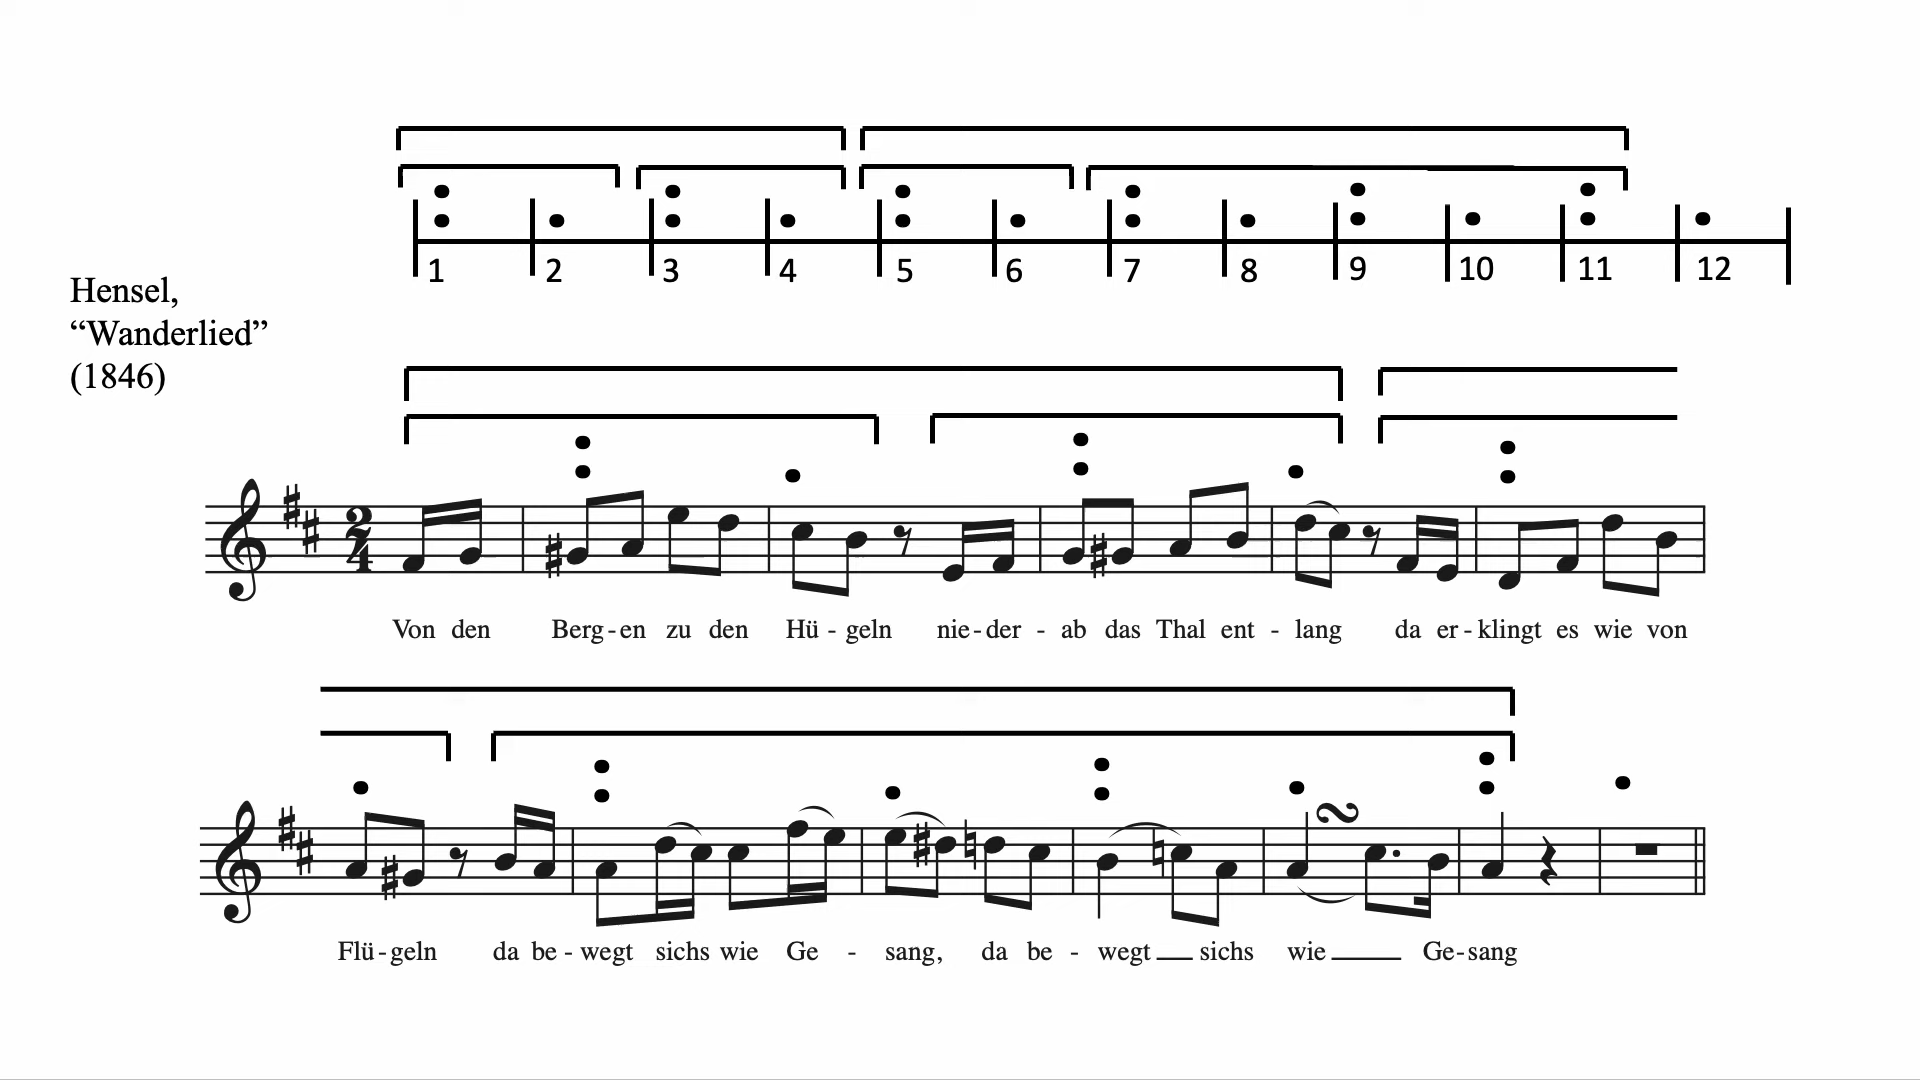 1 2 3 4 5 6 7 8 9 10 11 12
Hensel,
“Wanderlied”
(1846)
2
4
Von den Berg-en zu den Hü-geln nie-der-ab das Thal ent-lang da er-klingt es wie von
Flü-geln da be-wegt sichs wie Ge-sang, da be-wegt sichs wie Ge-sang